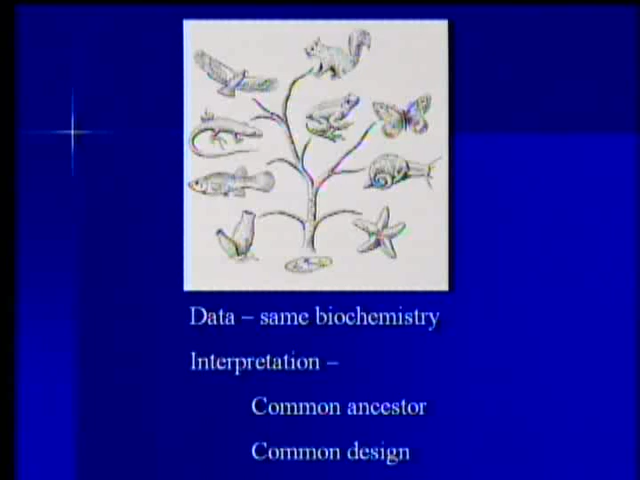 Data – same biochemistry
Interpretation –
Common ancestor
Common design